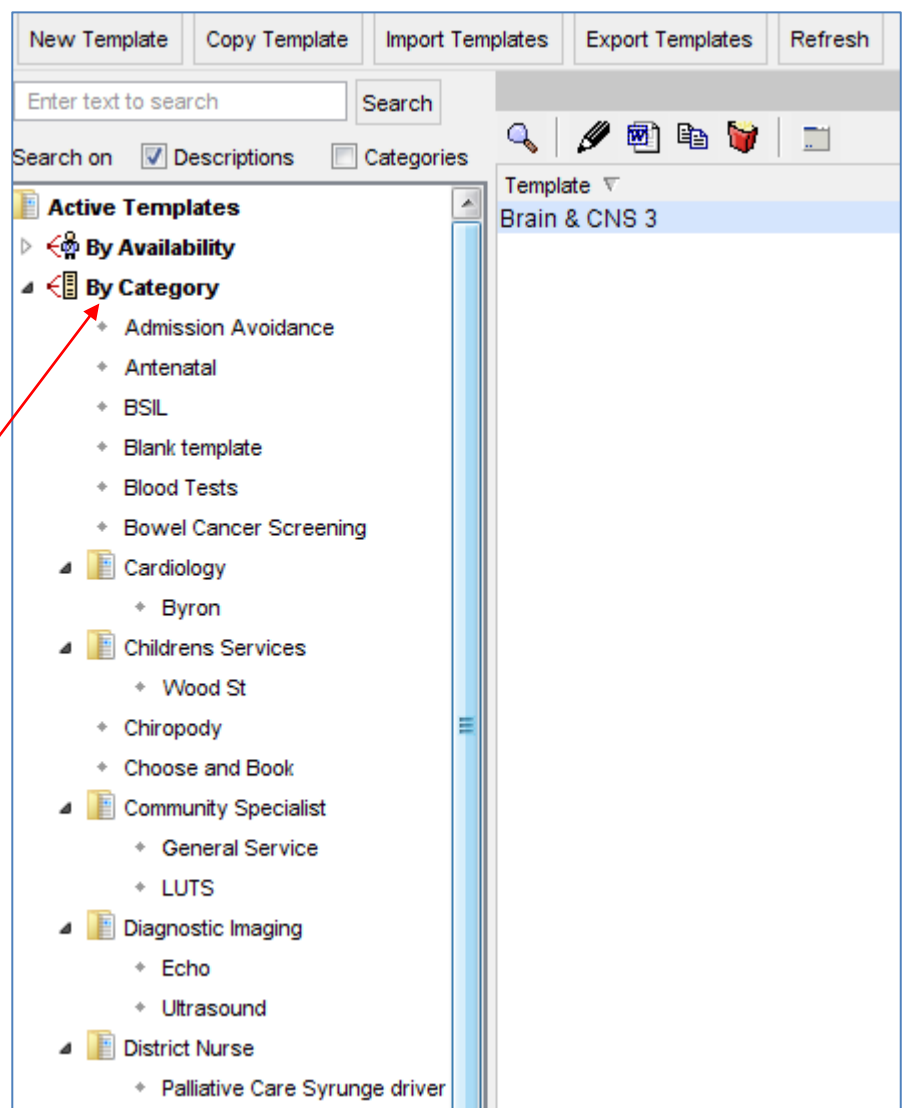 New Template Copy Template Import Templates Export Templates Refresh
Enter text to search Search
Search on Descriptions Categories
Active Templates
By Availability
By Category
Admission Avoidance
Antenatal
BSIL
Blank template
Blood Tests
Bowel Cancer Screening
Cardiology
Byron
Childrens Services
Wood St
Chiropody
Choose and Book
Community Specialist
General Service
LUTS
Diagnostic Imaging
Echo
Ultrasound
District Nurse
Palliative Care Syrunge driver
Template
Brain & CNS 3